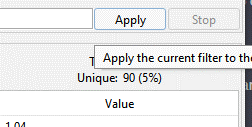 Apply Stop
Apply the current filter to the
Unique: 90 (5%)
Value
1.04